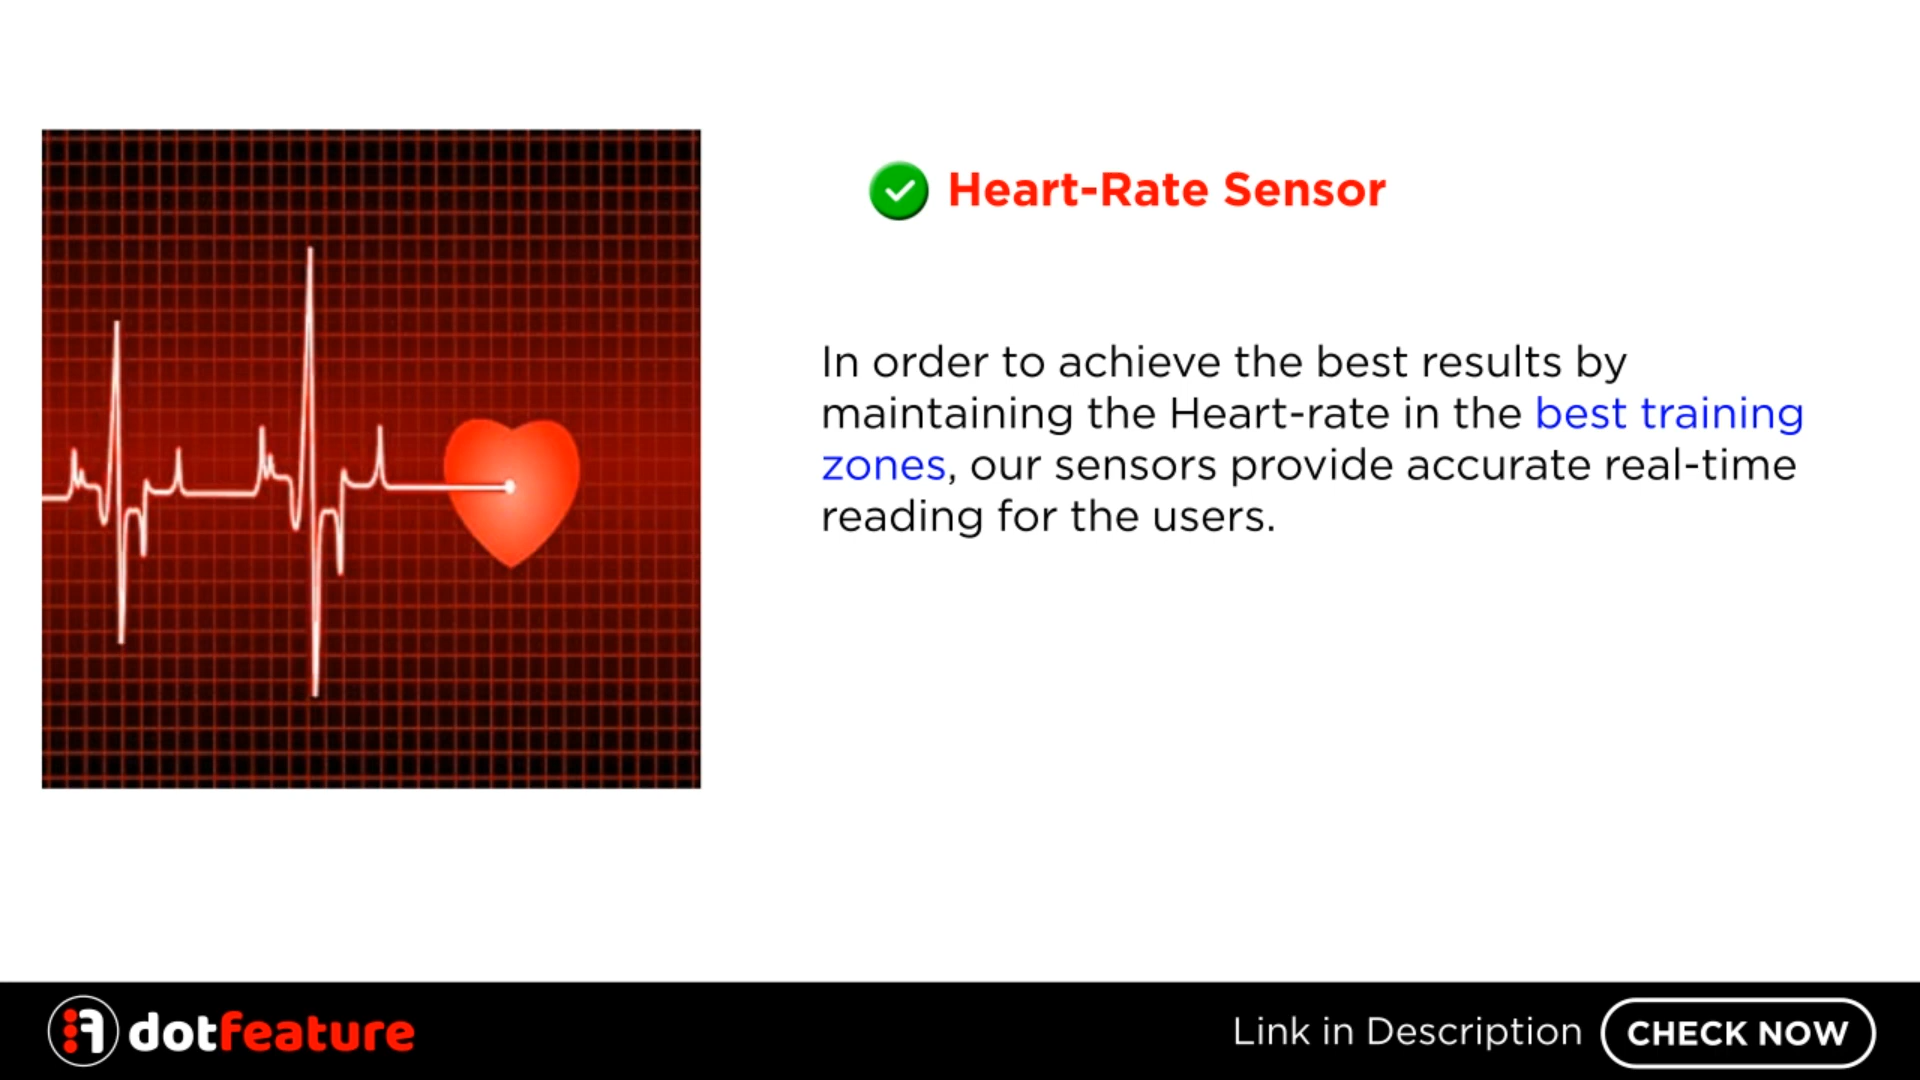 Heart-Rate Sensor
In order to achieve the best results by
maintaining the Heart-rate in the best training
zones, our sensors provide accurate real-time
reading for the users.
dotfeature
Link in Description CHECK NOW